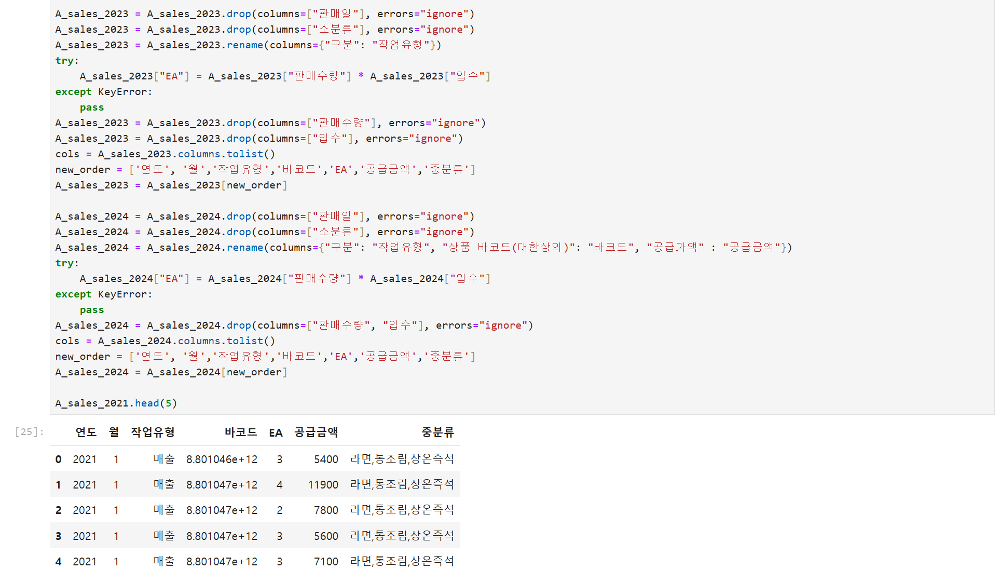 A_sales_2023 = A_sales_2023.drop(columns=["판매일"], errors="ignore")
A_sales_2023 = A_sales_2023.drop(columns=["소분류"], errors="ignore")
A_sales_2023 = A_sales_2023.rename(columns={"구분": "작업유형"})
try:
    A_sales_2023["EA"] = A_sales_2023["판매수량"] * A_sales_2023["입수"]
except KeyError:
    pass
A_sales_2023 = A_sales_2023.drop(columns=["판매수량"], errors="ignore")
A_sales_2023 = A_sales_2023.drop(columns=["입수"], errors="ignore")
cols = A_sales_2023.columns.tolist()
new_order = ['연도', '월','작업유형','바코드','EA','공급금액','중분류']
A_sales_2023 = A_sales_2023[new_order]

A_sales_2024 = A_sales_2024.drop(columns=["판매일"], errors="ignore")
A_sales_2024 = A_sales_2024.drop(columns=["소분류"], errors="ignore")
A_sales_2024 = A_sales_2024.rename(columns={"구분": "작업유형", "상품 바코드(대한상의)": "바코드", "공급가액" : "공급금액"})
try:
    A_sales_2024["EA"] = A_sales_2024["판매수량"] * A_sales_2024["입수"]
except KeyError:
    pass
A_sales_2024 = A_sales_2024.drop(columns=["판매수량", "입수"], errors="ignore")
cols = A_sales_2024.columns.tolist()
new_order = ['연도', '월','작업유형','바코드','EA','공급금액','중분류']
A_sales_2024 = A_sales_2024[new_order]

A_sales_2021.head(5)
[25]: 연도 월 작업유형 바코드 EA 공급금액 중분류
0 2021 1 매출 8.801046e+12 3 5400 라면,통조림,상온즉석
1 2021 1 매출 8.801047e+12 4 11900 라면,통조림,상온즉석
2 2021 1 매출 8.801047e+12 2 7800 라면,통조림,상온즉석
3 2021 1 매출 8.801047e+12 3 5600 라면,통조림,상온즉석
4 2021 1 매출 8.801047e+12 3 7100 라면,통조림,상온즉석